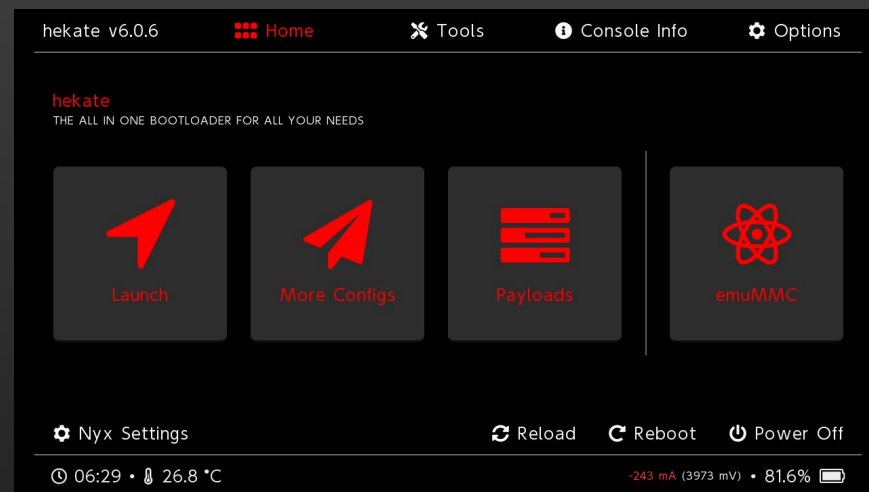 hekate v6.0.6 Home Tools Console Info Options
hekate
THE ALL IN ONE BOOTLOADER FOR ALL YOUR NEEDS
Launch More Configs Payloads emuMMC
Nyx Settings Reload Reboot Power Off
06:29 • 26.8 °C -243 mA (3973 mV) • 81.6%